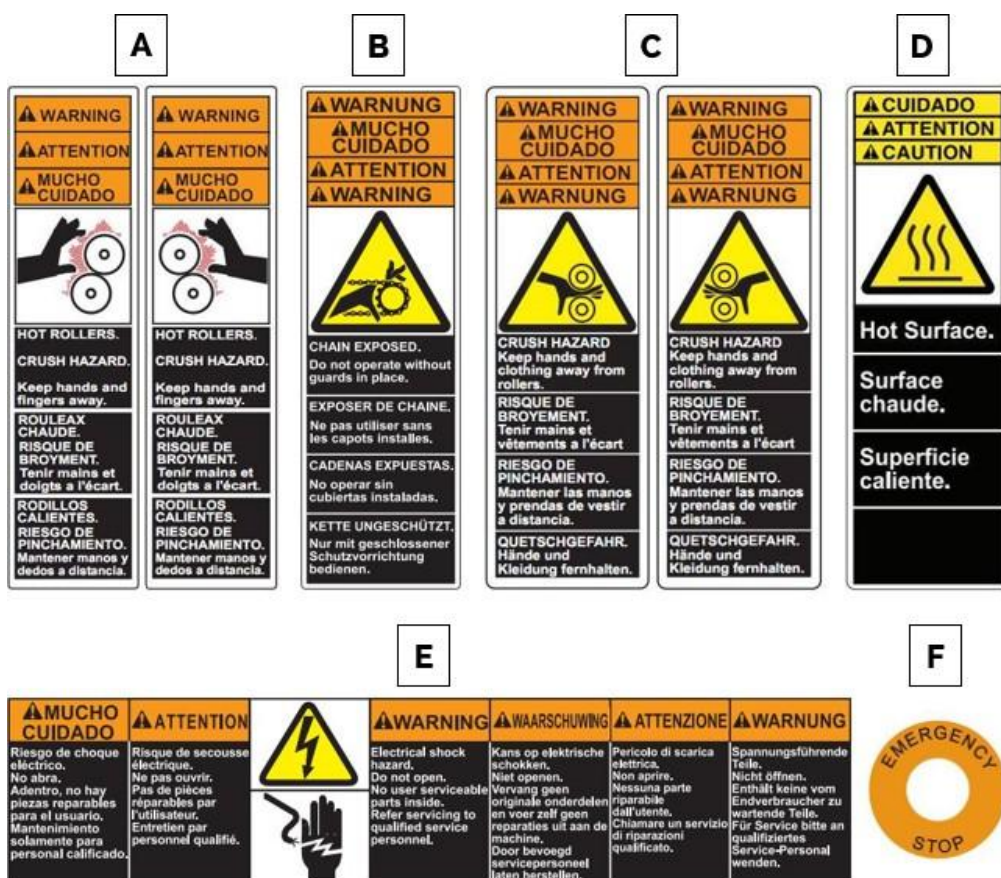 A
B
C
D
WARNING
ATTENTION
MUCHO
CUIDADO
HOT ROLLERS.
CRUSH HAZARD.
Keep hands and
fingers away.
ROULEAX
CHAUDE.
RISQUE DE
BROYMENT.
Tenir mains et
doigts a l'écart.
RODILLOS
CALIENTES.
RIESGO DE
PINCHAMIENTO.
Mantener manos y
dedos a distancia.
WARNING
ATTENTION
MUCHO
CUIDADO
HOT ROLLERS.
CRUSH HAZARD.
Keep hands and
fingers away.
ROULEAX
CHAUDE.
RISQUE DE
BROYMENT.
Tenir mains et
doigts a l'écart.
RODILLOS
CALIENTES.
RIESGO DE
PINCHAMIENTO.
Mantener manos y
dedos a distancia.
WARNUNG
MUCHO
CUIDADO
ATTENTION
WARNING
CHAIN EXPOSED.
Do not operate without
guards in place.
EXPOSER DE CHAINE.
Ne pas utiliser sans
les capots installes.
CADENAS EXPUESTAS.
No operar sin
cubiertas instaladas.
KETTE UNGESCHÜTZT.
Nur mit geschlossener
Schutzvorrichtung
bedienen.
WARNING
MUCHO
CUIDADO
ATTENTION
WARNUNG
CRUSH HAZARD
Keep hands and
clothing away from
rollers.
RISQUE DE
BROYEMENT.
Tenir mains et
vêtements a l'écart
RIESGO DE
PINCHAMIENTO.
Mantener las manos
y prendas de vestir
a distancia.
QUETSCHGEFAHR.
Hände und
Kleidung fernhalten.
WARNING
MUCHO
CUIDADO
ATTENTION
WARNUNG
CRUSH HAZARD
Keep hands and
clothing away from
rollers.
RISQUE DE
BROYEMENT.
Tenir mains et
vêtements a l'écart
RIESGO DE
PINCHAMIENTO.
Mantener las manos
y prendas de vestir
a distancia.
QUETSCHGEFAHR.
Hände und
Kleidung fernhalten.
CUIDADO
ATTENTION
CAUTION
Hot Surface.
Surface
chaude.
Superficie
caliente.
E
F
MUCHO
CUIDADO
Riesgo de choque
eléctrico.
No abra.
Adentro, no hay
piezas reparables
para el usuario.
Mantenimiento
solamente para
personal calificado.
ATTENTION
Risque de secousse
électrique.
Ne pas ouvrir.
Pas de pièces
réparables par
l'utilisateur.
Entretien par
personnel qualifié.
WARNING
Electrical shock
hazard.
Do not open.
No user serviceable
parts inside.
Refer servicing to
qualified service
personnel.
WAARSCHUWING
Kans op elektrische
schokken.
Niet openen.
Vervang geen
originale onderdelen
en voer zelf geen
reparaties uit aan de
machine.
Door bevoegd
servicepersoneel
laten herstellen.
ATTENZIONE
Pericolo di scarica
elettrica.
Non aprire.
Nessuna parte
riparabile
dall'utente.
Chiamare un servizio
di riparazioni
qualificato.
WARNUNG
Spannungsführende
Teile.
Nicht öffnen.
Enthält keine vom
Endverbraucher zu
wartende Teile.
Für Service bitte an
qualifiziertes
Service-Personal
wenden.
EMERGENCY
STOP